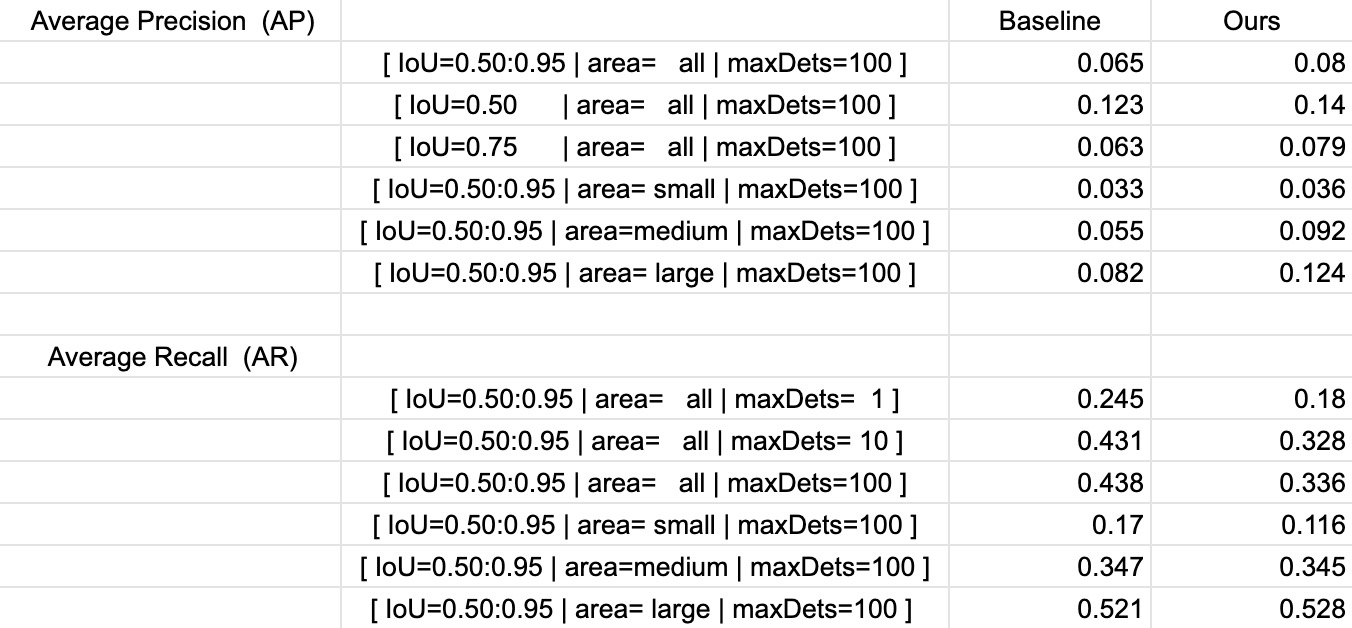 Average Precision  (AP) Baseline Ours
[ IoU=0.50:0.95 | area=   all | maxDets=100 ] 0.065 0.08
[ IoU=0.50      | area=   all | maxDets=100 ] 0.123 0.14
[ IoU=0.75      | area=   all | maxDets=100 ] 0.063 0.079
[ IoU=0.50:0.95 | area= small | maxDets=100 ] 0.033 0.036
[ IoU=0.50:0.95 | area=medium | maxDets=100 ] 0.055 0.092
[ IoU=0.50:0.95 | area= large | maxDets=100 ] 0.082 0.124
Average Recall  (AR)
[ IoU=0.50:0.95 | area=   all | maxDets=  1 ] 0.245 0.18
[ IoU=0.50:0.95 | area=   all | maxDets= 10 ] 0.431 0.328
[ IoU=0.50:0.95 | area=   all | maxDets=100 ] 0.438 0.336
[ IoU=0.50:0.95 | area= small | maxDets=100 ] 0.17 0.116
[ IoU=0.50:0.95 | area=medium | maxDets=100 ] 0.347 0.345
[ IoU=0.50:0.95 | area= large | maxDets=100 ] 0.521 0.528